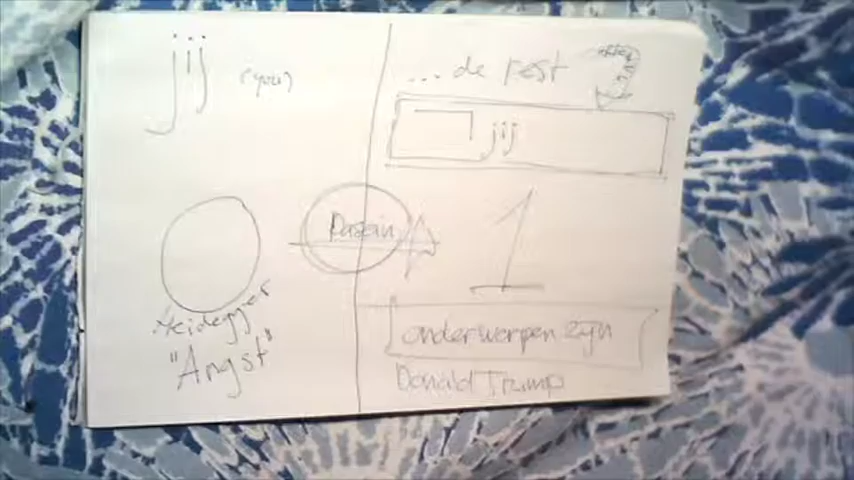 jij
(you)
Heidegger
"Angst"
Dasein
... de rest
jij
1
onderwerpen zijn
Donald Trump